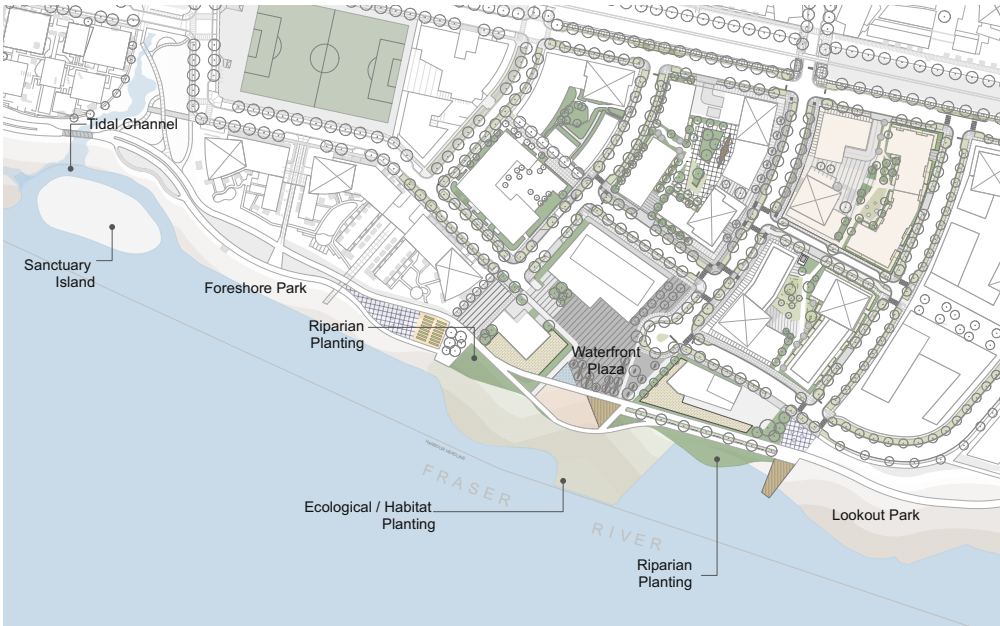 Tidal Channel
Sanctuary
Island
Foreshore Park
Riparian
Planting
Waterfront
Plaza
FRASER
RIVER
Ecological / Habitat
Planting
Lookout Park
Riparian
Planting